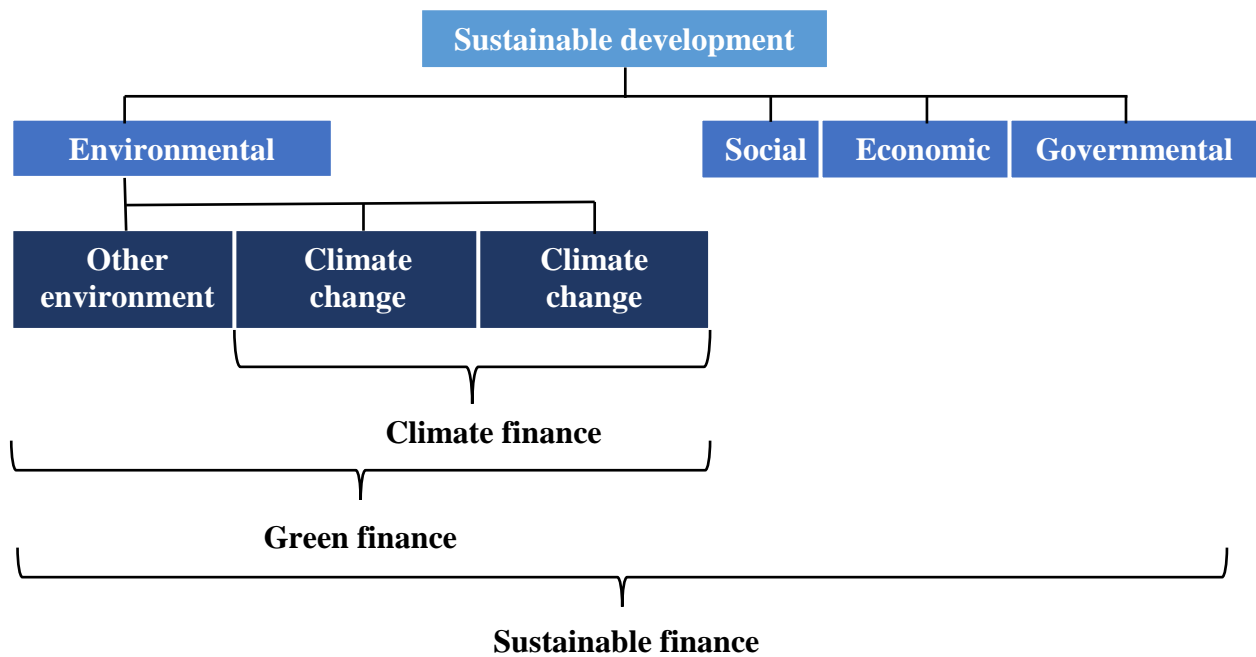 Sustainable development
Environmental
Social
Economic
Governmental
Other
environment
Climate
change
Climate
change
Climate finance
Green finance
Sustainable finance